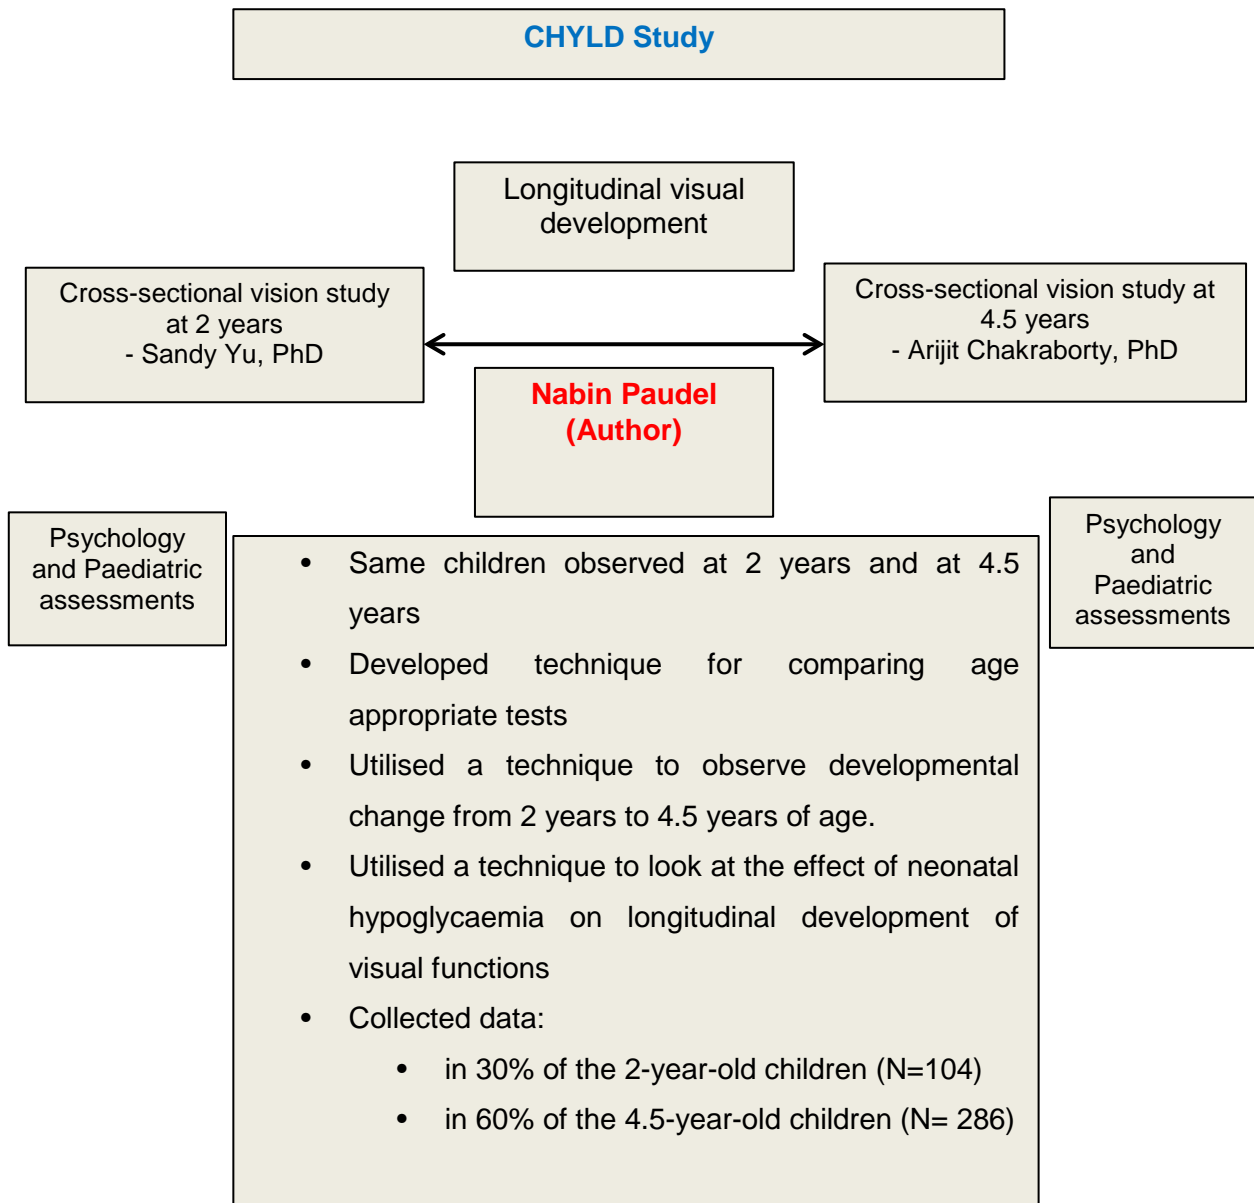 CHYLD Study
Longitudinal visual
development
Cross-sectional vision study
at 2 years
- Sandy Yu, PhD
Cross-sectional vision study at
4.5 years
- Arijit Chakraborty, PhD
Nabin Paudel
(Author)
Psychology
and Paediatric
assessments
Psychology
and
Paediatric
assessments
• Same children observed at 2 years and at 4.5
years
• Developed technique for comparing age
appropriate tests
• Utilised a technique to observe developmental
change from 2 years to 4.5 years of age.
• Utilised a technique to look at the effect of neonatal
hypoglycaemia on longitudinal development of
visual functions
• Collected data:
• in 30% of the 2-year-old children (N=104)
• in 60% of the 4.5-year-old children (N= 286)